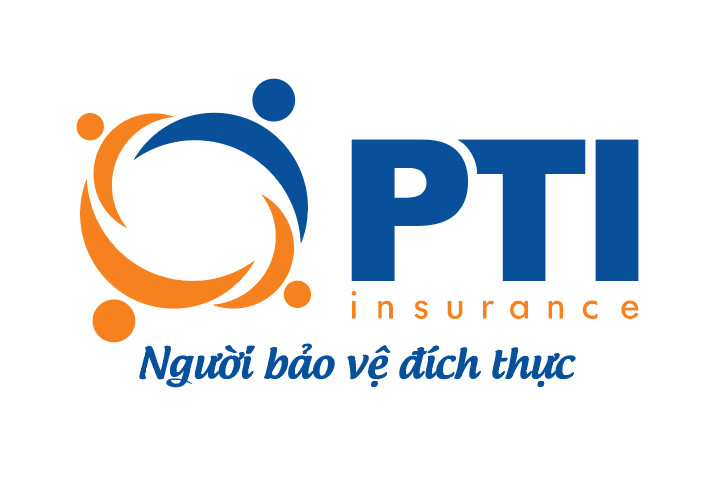 PTI
insurance
Người bảo vệ đích thực